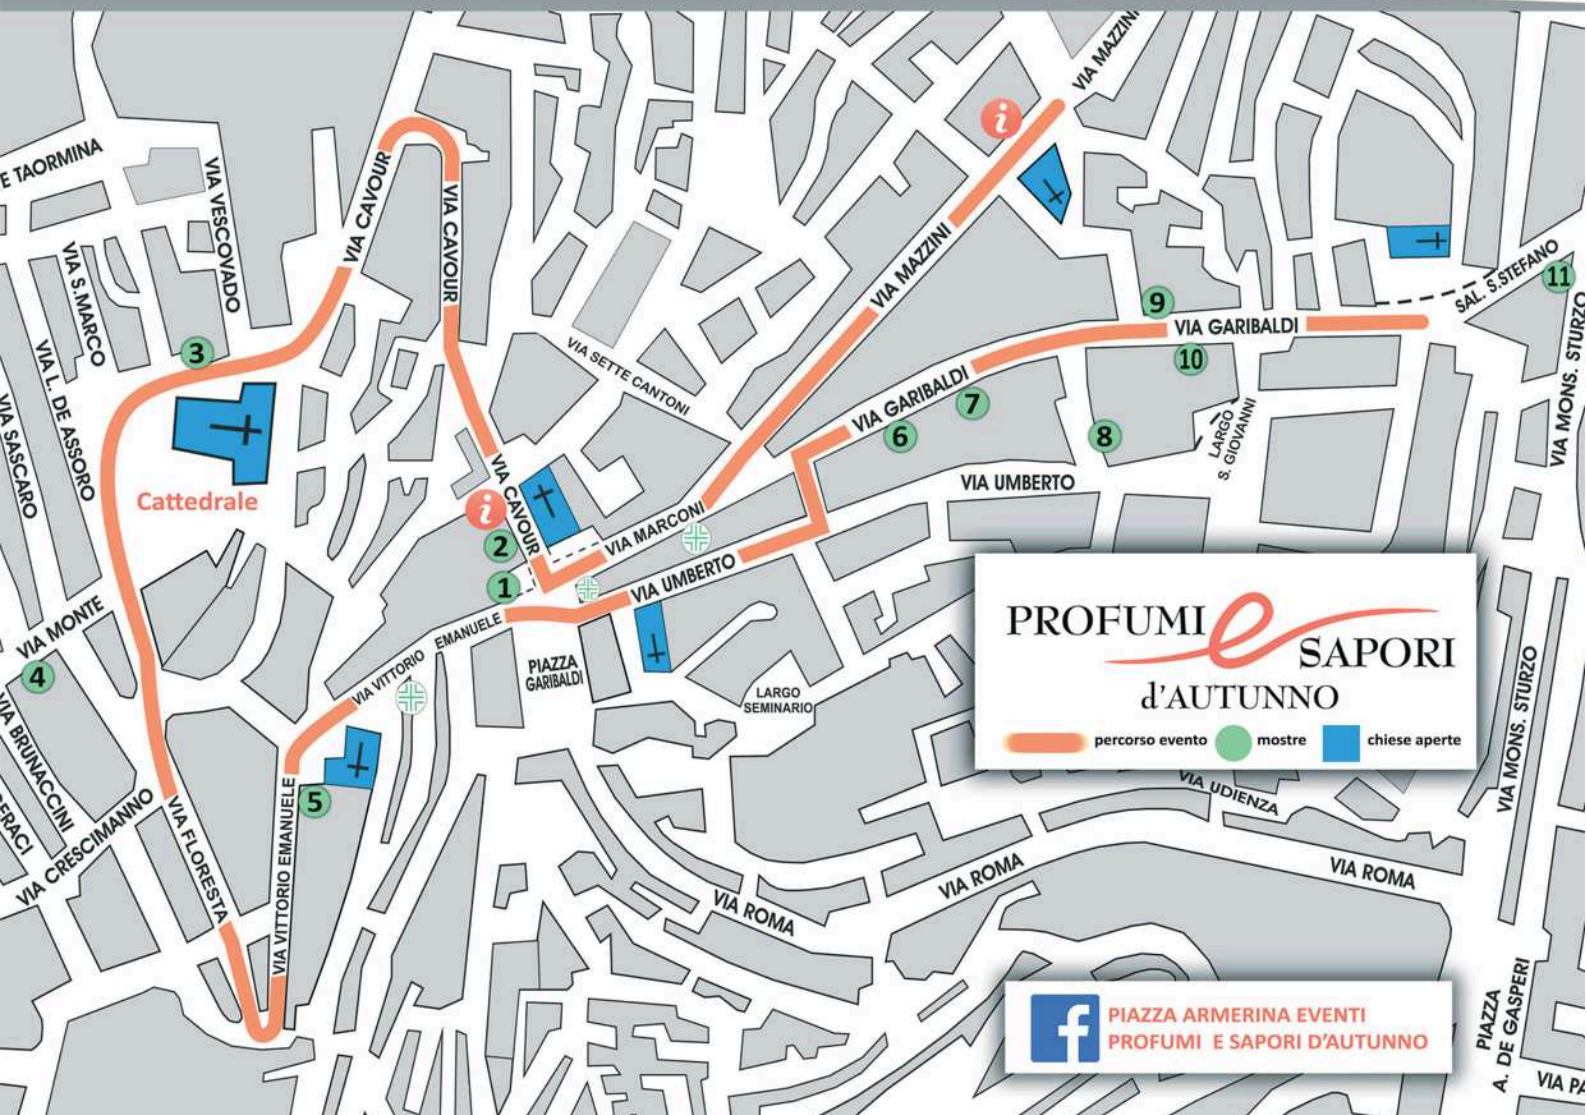 VIA MAZZINI
E TAORMINA
VIA VESCOVADO
VIA CAVOUR
VIA CAVOUR
i
VIA S.MARCO
VIA MAZZINI
SAL. S.STEFANO
11
9
VIA GARIBALDI
3
VIA SETTE CANTONI
10
VIA L. DE ASSORO
VIA SASCARO
VIA MONS. STURZO
VIA GARIBALDI
7
6
8
LARGO
S. GIOVANNI
Cattedrale
VIA CAVOUR
i
VIA UMBERTO
VIA MARCONI
2
1
VIA UMBERTO
VIA MONTE
4
VIA VITTORIO EMANUELE
PIAZZA
GARIBALDI
LARGO
SEMINARIO
PROFUMI e
SAPORI
d'AUTUNNO
percorso evento
mostre
chiese aperte
VIA MONS. STURZO
VIA BRUNACCINI
ERACI
VIA CRESCIMANNO
VIA FLORESTA
5
VIA VITTORIO EMANUELE
VIA UDIENZA
VIA ROMA
VIA ROMA
VIA ROMA
PIAZZA
A. DE GASPERI
VIA PA
f
PIAZZA ARMERINA EVENTI
PROFUMI E SAPORI D'AUTUNNO